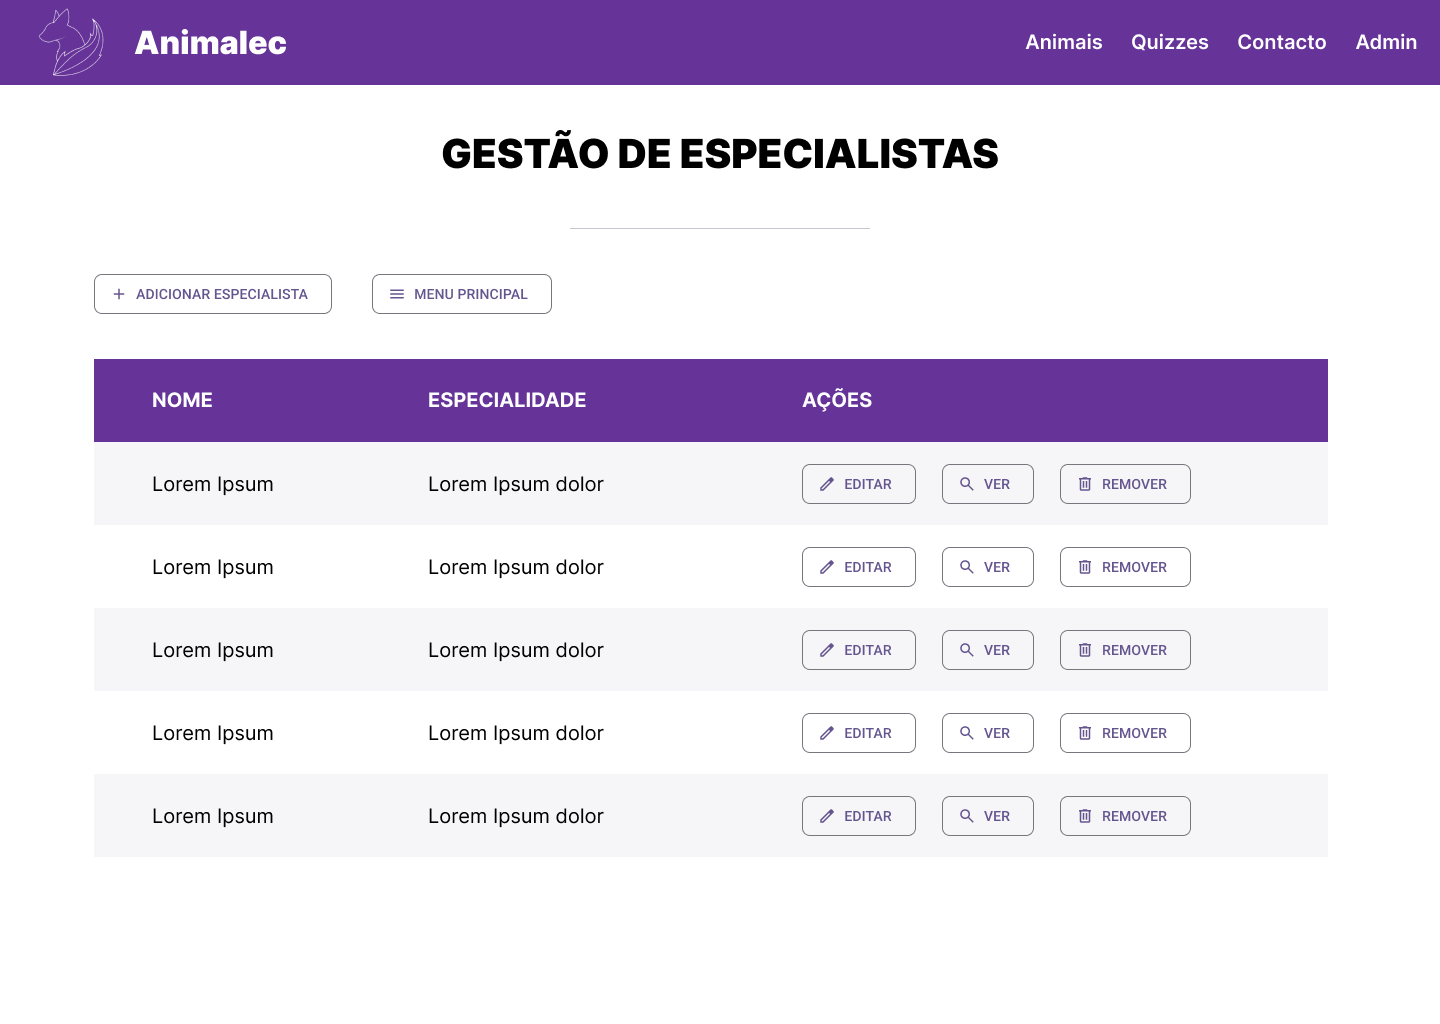 Animalec
Animais Quizzes Contacto Admin
GESTÃO DE ESPECIALISTAS
ADICIONAR ESPECIALISTA MENU PRINCIPAL
NOME ESPECIALIDADE AÇÕES
Lorem Ipsum Lorem Ipsum dolor EDITAR VER REMOVER
Lorem Ipsum Lorem Ipsum dolor EDITAR VER REMOVER
Lorem Ipsum Lorem Ipsum dolor EDITAR VER REMOVER
Lorem Ipsum Lorem Ipsum dolor EDITAR VER REMOVER
Lorem Ipsum Lorem Ipsum dolor EDITAR VER REMOVER